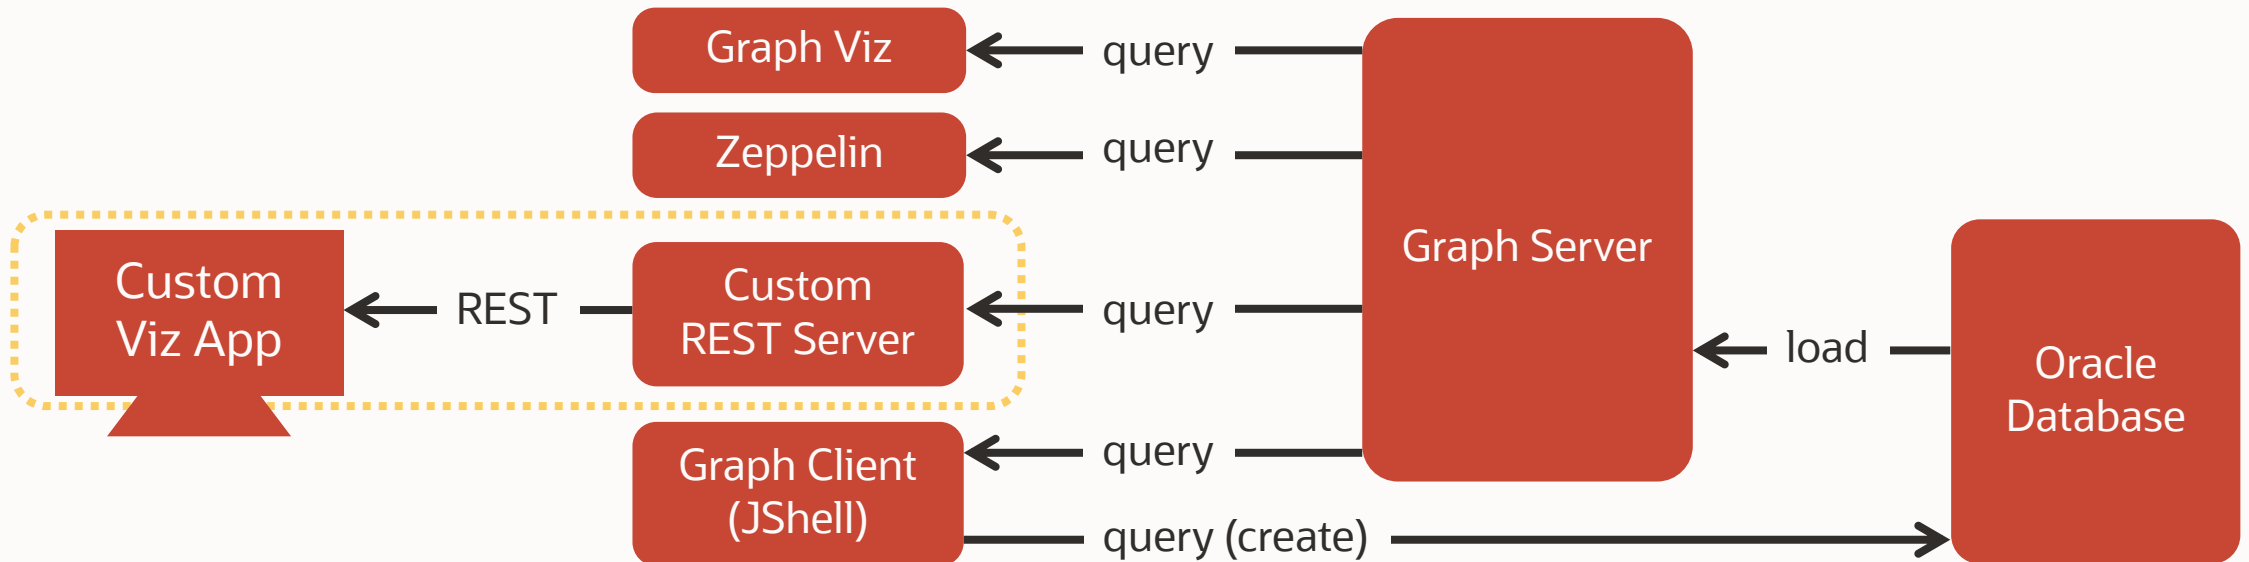 Graph Viz
query
Zeppelin
query
Custom
Viz App
REST
Custom
REST Server
query
Graph Server
load
Oracle
Database
Graph Client
(JShell)
query
query (create)